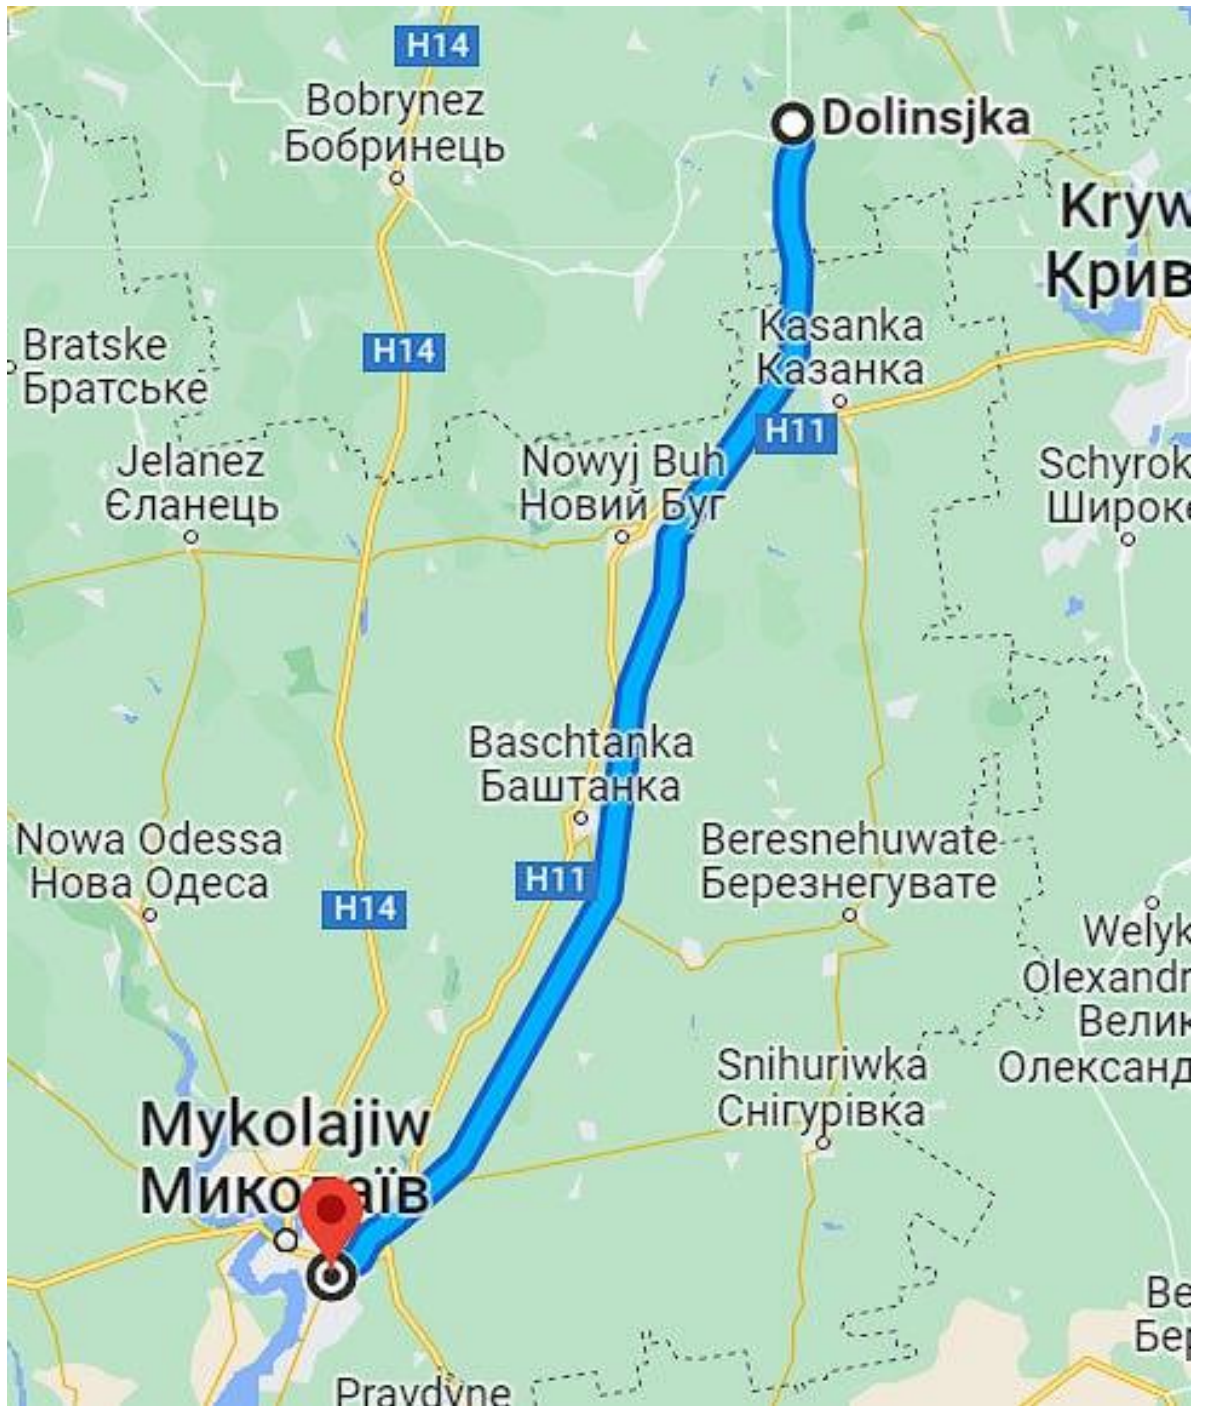 H14
Bobrynez
Бобринець
Dolinsjka
Kryw
Крив
Kasanka
Казанка
Bratske
Братське
H14
H11
Jelanez
Єланець
Nowyj Buh
Новий Буг
Schyrok
Широке
Baschtanka
Баштанка
Nowa Odessa
Нова Одеса
Beresnehuwate
Березнегувате
H11
H14
Welyk
Olexandr
Велик
Олександ
Snihuriwka
Снігурівка
Mykolajiw
Миколаїв
Be
Бер
Pravdyne